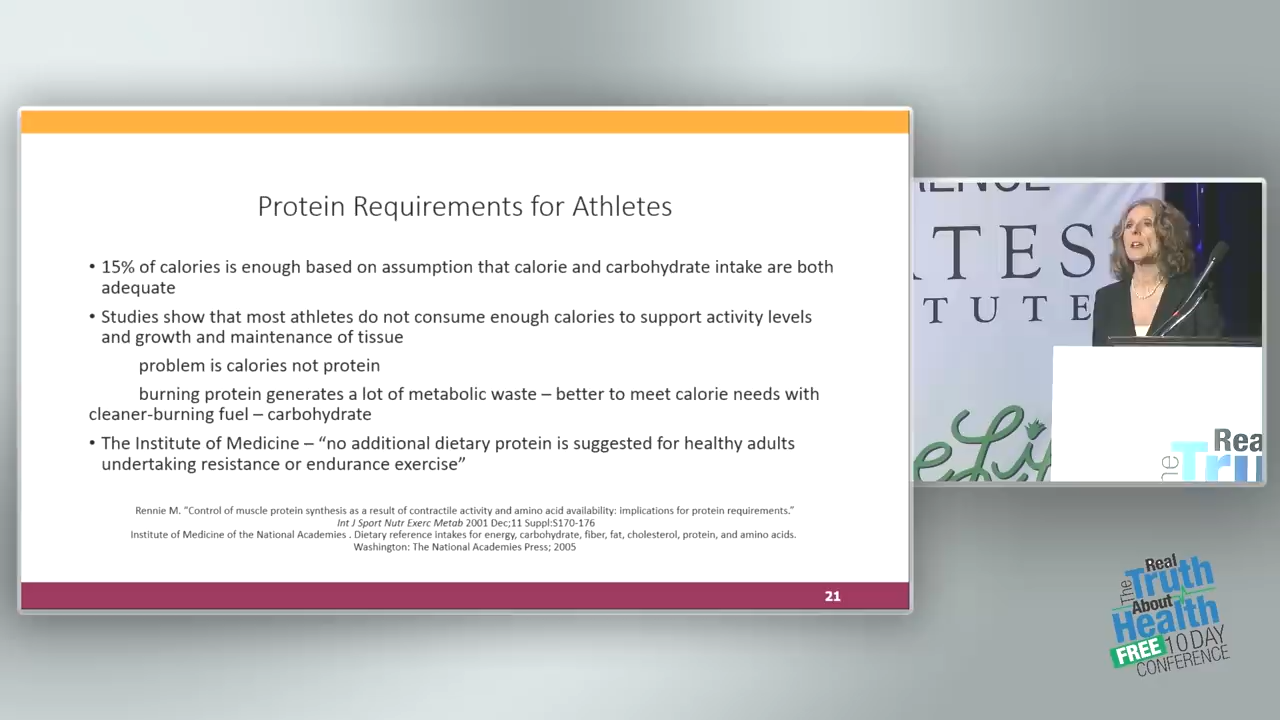 Protein Requirements for Athletes
• 15% of calories is enough based on assumption that calorie and carbohydrate intake are both
adequate
• Studies show that most athletes do not consume enough calories to support activity levels
and growth and maintenance of tissue
problem is calories not protein
burning protein generates a lot of metabolic waste – better to meet calorie needs with
cleaner-burning fuel – carbohydrate
• The Institute of Medicine – “no additional dietary protein is suggested for healthy adults
undertaking resistance or endurance exercise”
Rennie M. “Control of muscle protein synthesis as a result of contractile activity and amino acid availability: implications for protein requirements.”
Int J Sport Nutr Exerc Metab 2001 Dec;11 Suppl:S170-176
Institute of Medicine of the National Academies . Dietary reference intakes for energy, carbohydrate, fiber, fat, cholesterol, protein, and amino acids.
Washington: The National Academies Press; 2005
21
TES
TUTE
Rea
Tru
The
Real
Truth
About
Health
FREE 10 DAY
CONFERENCE